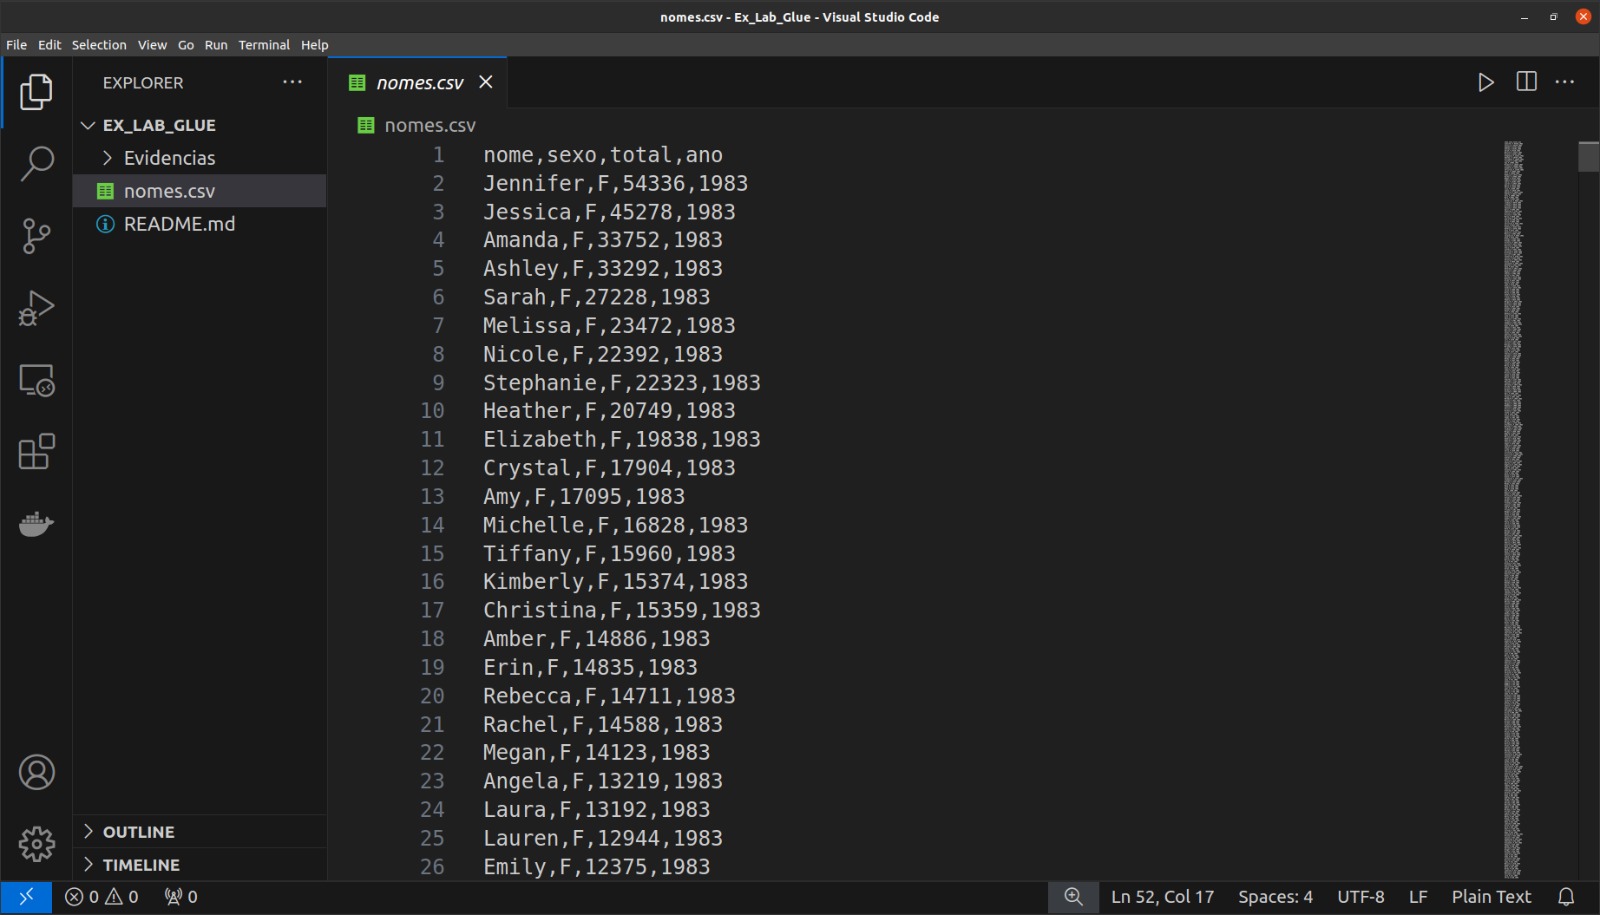 nomes.csv - Ex_Lab_Glue - Visual Studio Code
File Edit Selection View Go Run Terminal Help
EXPLORER
EX_LAB_GLUE
Evidencias
nomes.csv
README.md
OUTLINE
TIMELINE
nomes.csv
nomes.csv
1 nome,sexo,total,ano
2 Jennifer,F,54336,1983
3 Jessica,F,45278,1983
4 Amanda,F,33752,1983
5 Ashley,F,33292,1983
6 Sarah,F,27228,1983
7 Melissa,F,23472,1983
8 Nicole,F,22392,1983
9 Stephanie,F,22323,1983
10 Heather,F,20749,1983
11 Elizabeth,F,19838,1983
12 Crystal,F,17904,1983
13 Amy,F,17095,1983
14 Michelle,F,16828,1983
15 Tiffany,F,15960,1983
16 Kimberly,F,15374,1983
17 Christina,F,15359,1983
18 Amber,F,14886,1983
19 Erin,F,14835,1983
20 Rebecca,F,14711,1983
21 Rachel,F,14588,1983
22 Megan,F,14123,1983
23 Angela,F,13219,1983
24 Laura,F,13192,1983
25 Lauren,F,12944,1983
26 Emily,F,12375,1983
0 0 0 Ln 52, Col 17 Spaces: 4 UTF-8 LF Plain Text